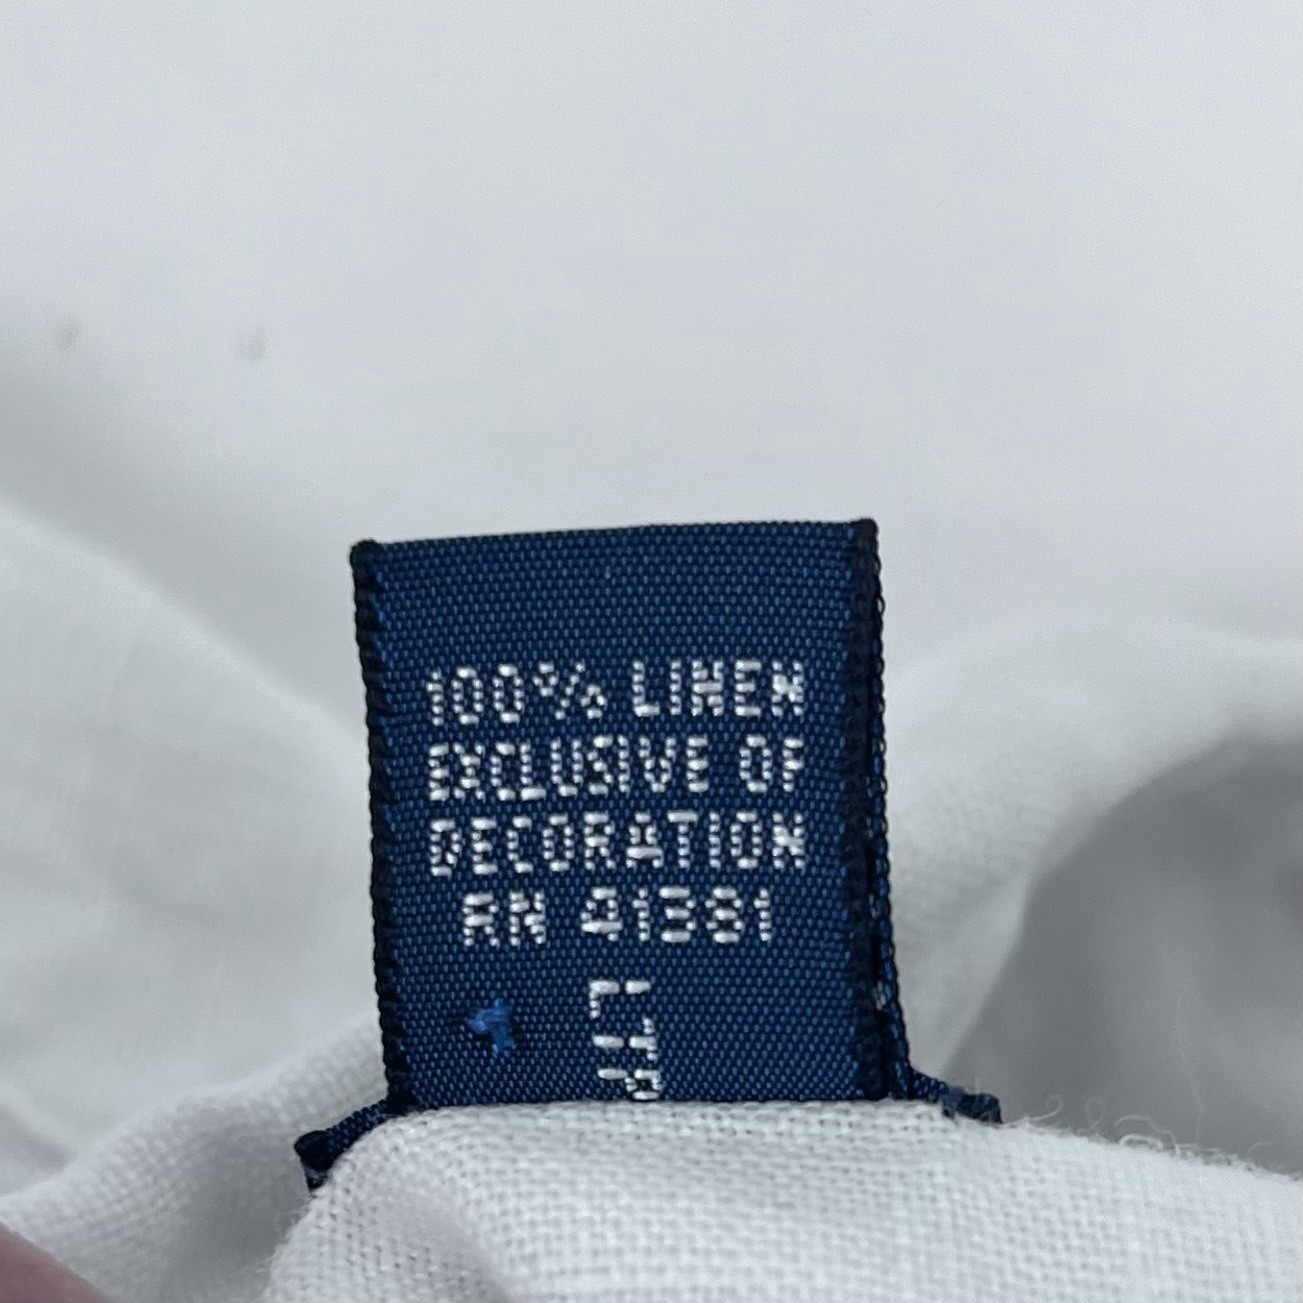 100% LINEN
EXCLUSIVE OF
DECORATION
RN 41381